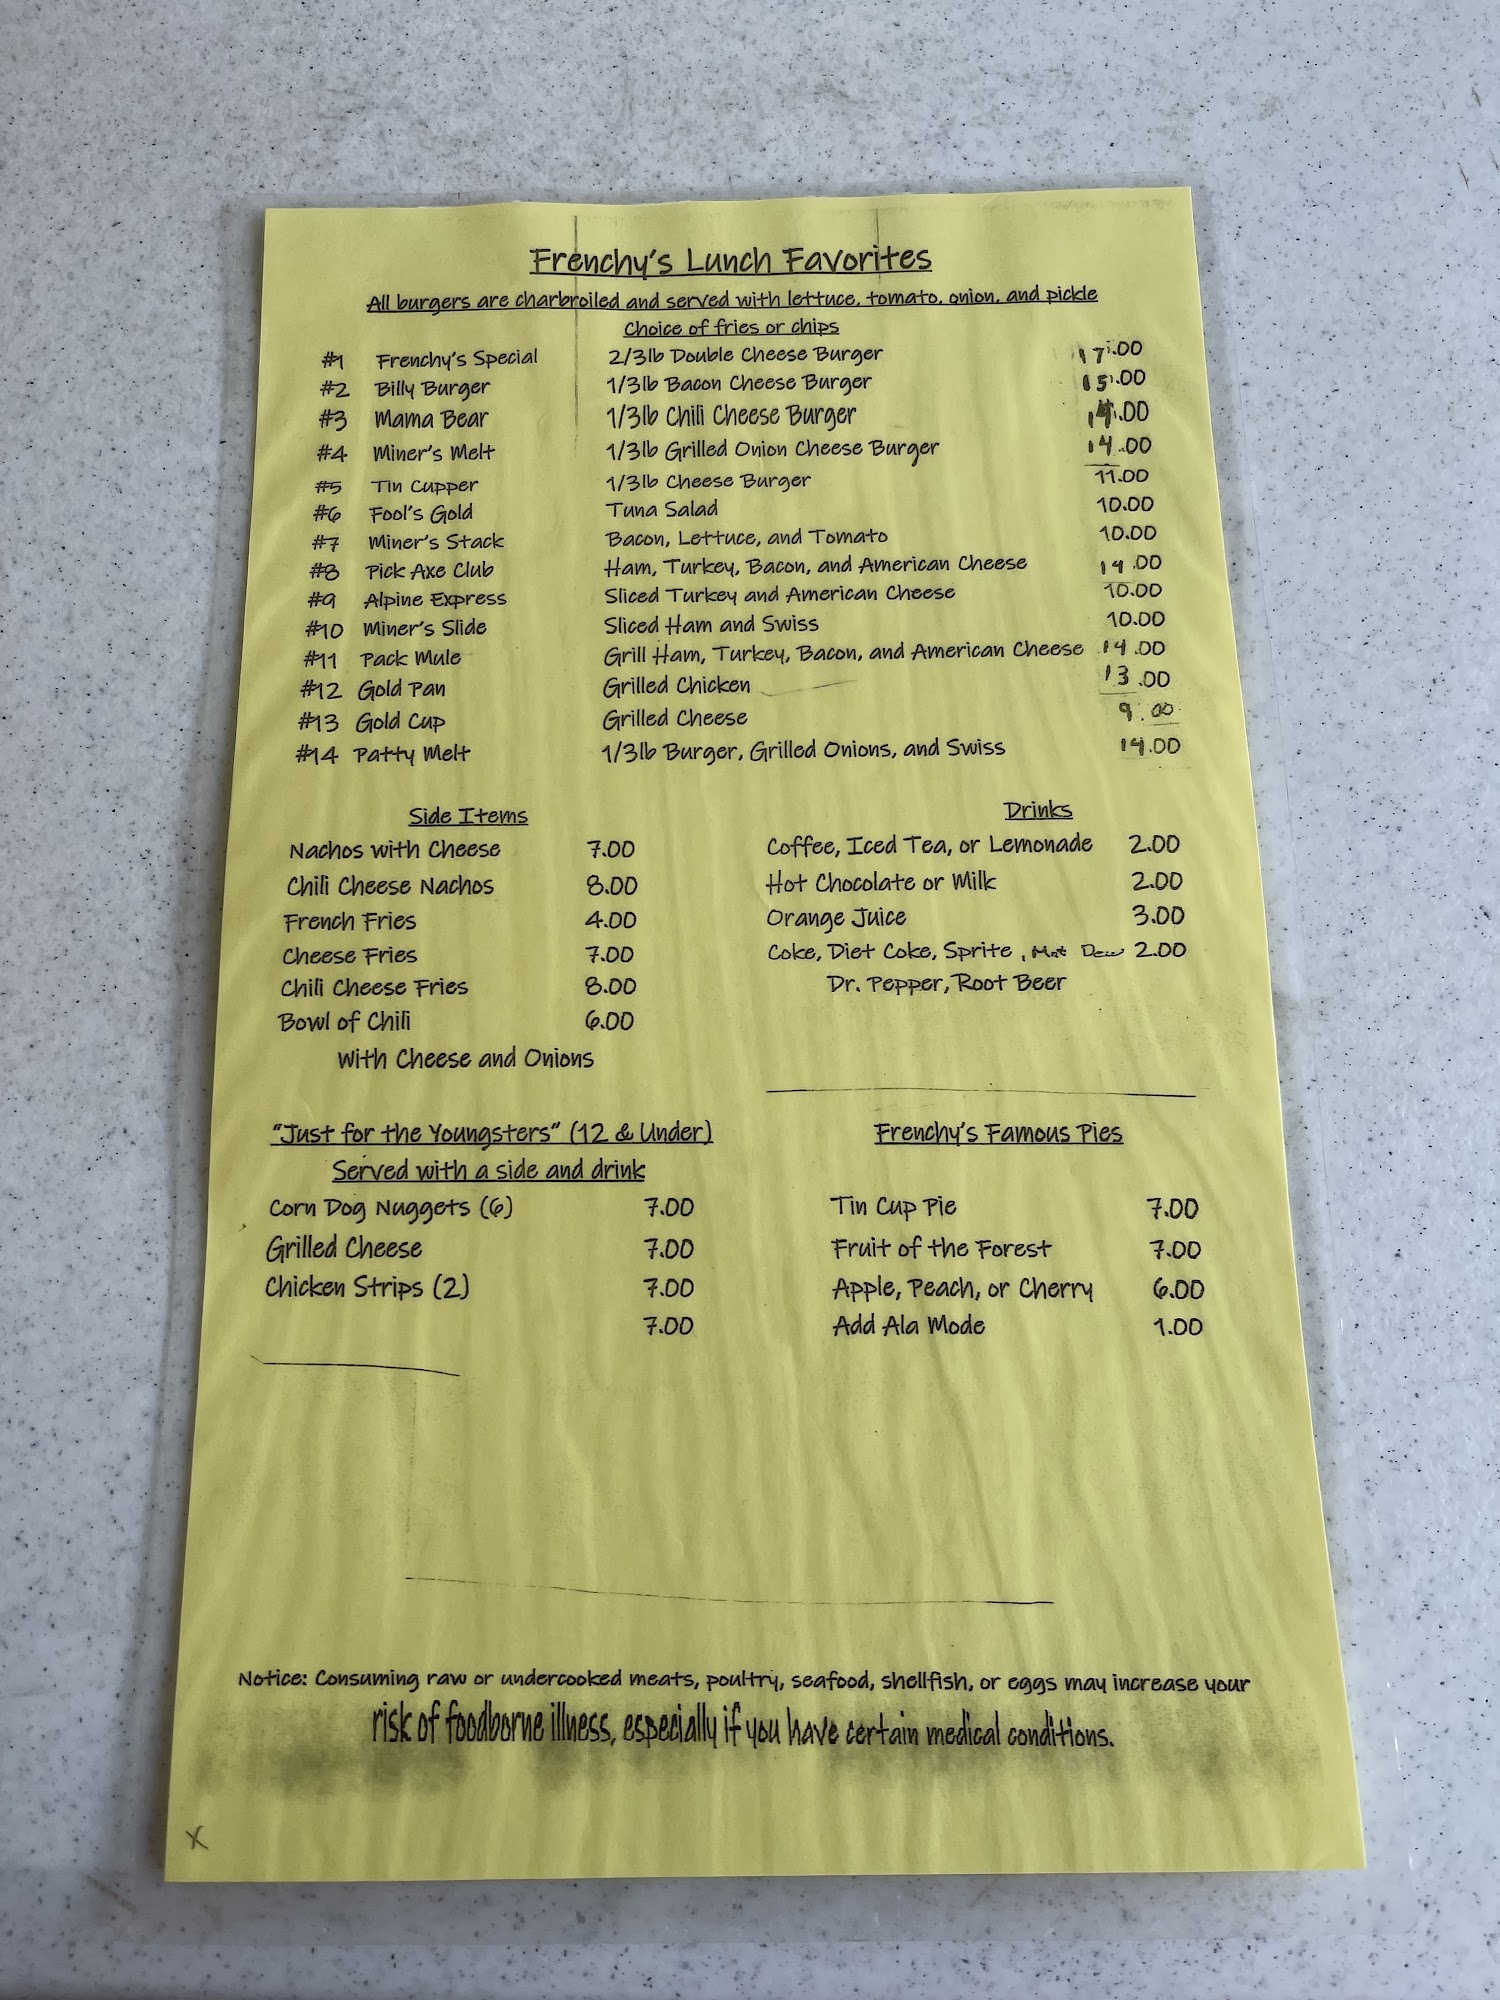 Frenchy's Lunch Favorites
All burgers are charbroiled and served with lettuce, tomato, onion, and pickle
Choice of fries or chips
#1 Frenchy's Special 2/3lb Double Cheese Burger 17.00
#2 Billy Burger 1/3lb Bacon Cheese Burger 15.00
#3 Mama Bear 1/3lb Chili Cheese Burger 14.00
#4 Miner's Melt 1/3lb Grilled Onion Cheese Burger 14.00
#5 Tin Cupper 1/3lb Cheese Burger 11.00
#6 Fool's Gold Tuna Salad 10.00
#7 Miner's Stack Bacon, Lettuce, and Tomato 10.00
#8 Pick Axe Club Ham, Turkey, Bacon, and American Cheese 14.00
#9 Alpine Express Sliced Turkey and American Cheese 10.00
#10 Miner's Slide Sliced Ham and Swiss 10.00
#11 Pack Mule Grill Ham, Turkey, Bacon, and American Cheese 14.00
#12 Gold Pan Grilled Chicken 13.00
#13 Gold Cup Grilled Cheese 9.00
#14 Patty Melt 1/3lb Burger, Grilled Onions, and Swiss 14.00
Side Items
Nachos with Cheese 7.00
Chili Cheese Nachos 8.00
French Fries 4.00
Cheese Fries 7.00
Chili Cheese Fries 8.00
Bowl of Chili 6.00
With Cheese and Onions
Drinks
Coffee, Iced Tea, or Lemonade 2.00
Hot Chocolate or Milk 2.00
Orange Juice 3.00
Coke, Diet Coke, Sprite, Mnt Dew 2.00
Dr. Pepper, Root Beer
"Just for the Youngsters" (12 & Under)
Served with a side and drink
Corn Dog Nuggets (6) 7.00
Grilled Cheese 7.00
Chicken Strips (2) 7.00
7.00
Frenchy's Famous Pies
Tin Cup Pie 7.00
Fruit of the Forest 7.00
Apple, Peach, or Cherry 6.00
Add Ala Mode 1.00
Notice: Consuming raw or undercooked meats, poultry, seafood, shellfish, or eggs may increase your
risk of foodborne illness, especially if you have certain medical conditions.
X